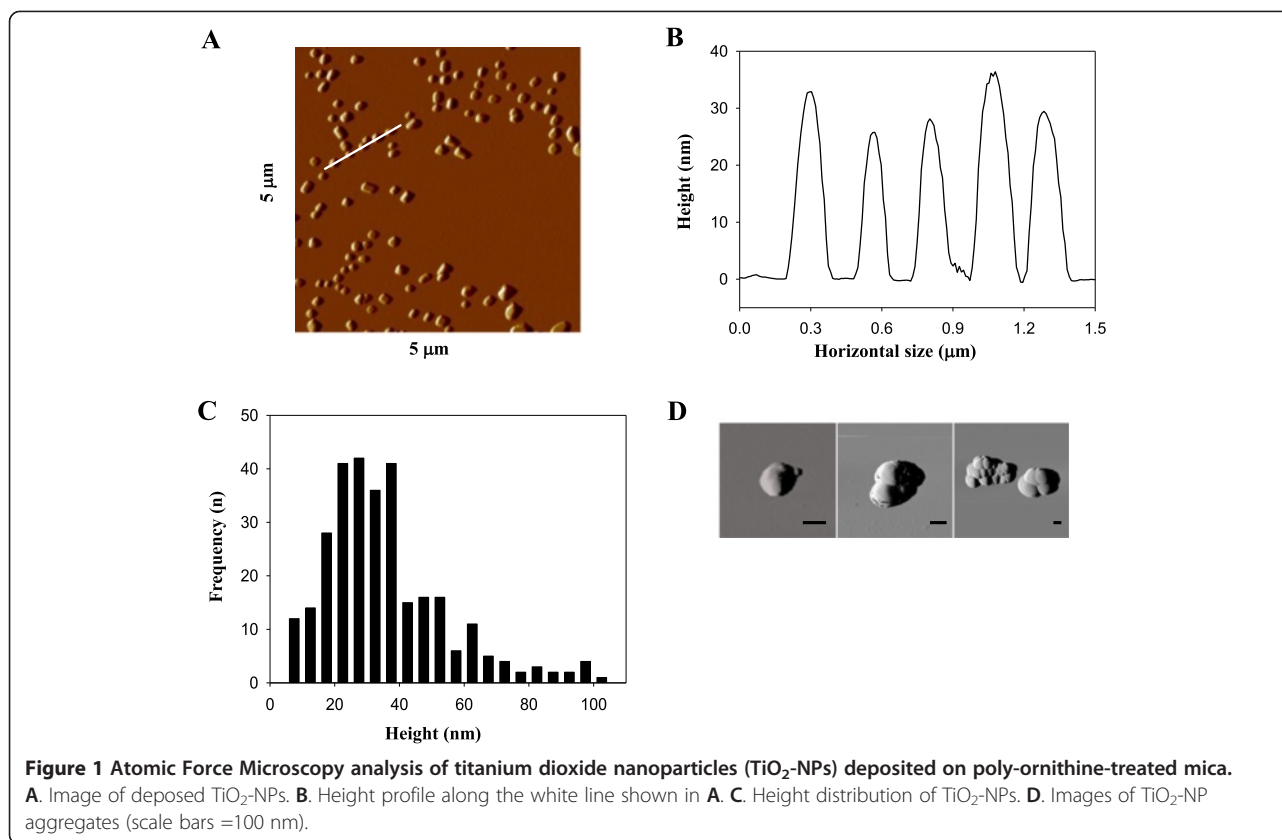 A
5 μm
5 μm
B
40
30
20
10
0
Height (nm)
0.0 0.3 0.6 0.9 1.2 1.5
Horizontal size (μm)
C
50
40
30
20
10
0
Frequency (n)
0 20 40 60 80 100
Height (nm)
D
Figure 1 Atomic Force Microscopy analysis of titanium dioxide nanoparticles (TiO₂-NPs) deposited on poly-ornithine-treated mica.
A. Image of deposed TiO₂-NPs. B. Height profile along the white line shown in A. C. Height distribution of TiO₂-NPs. D. Images of TiO₂-NP
aggregates (scale bars =100 nm).